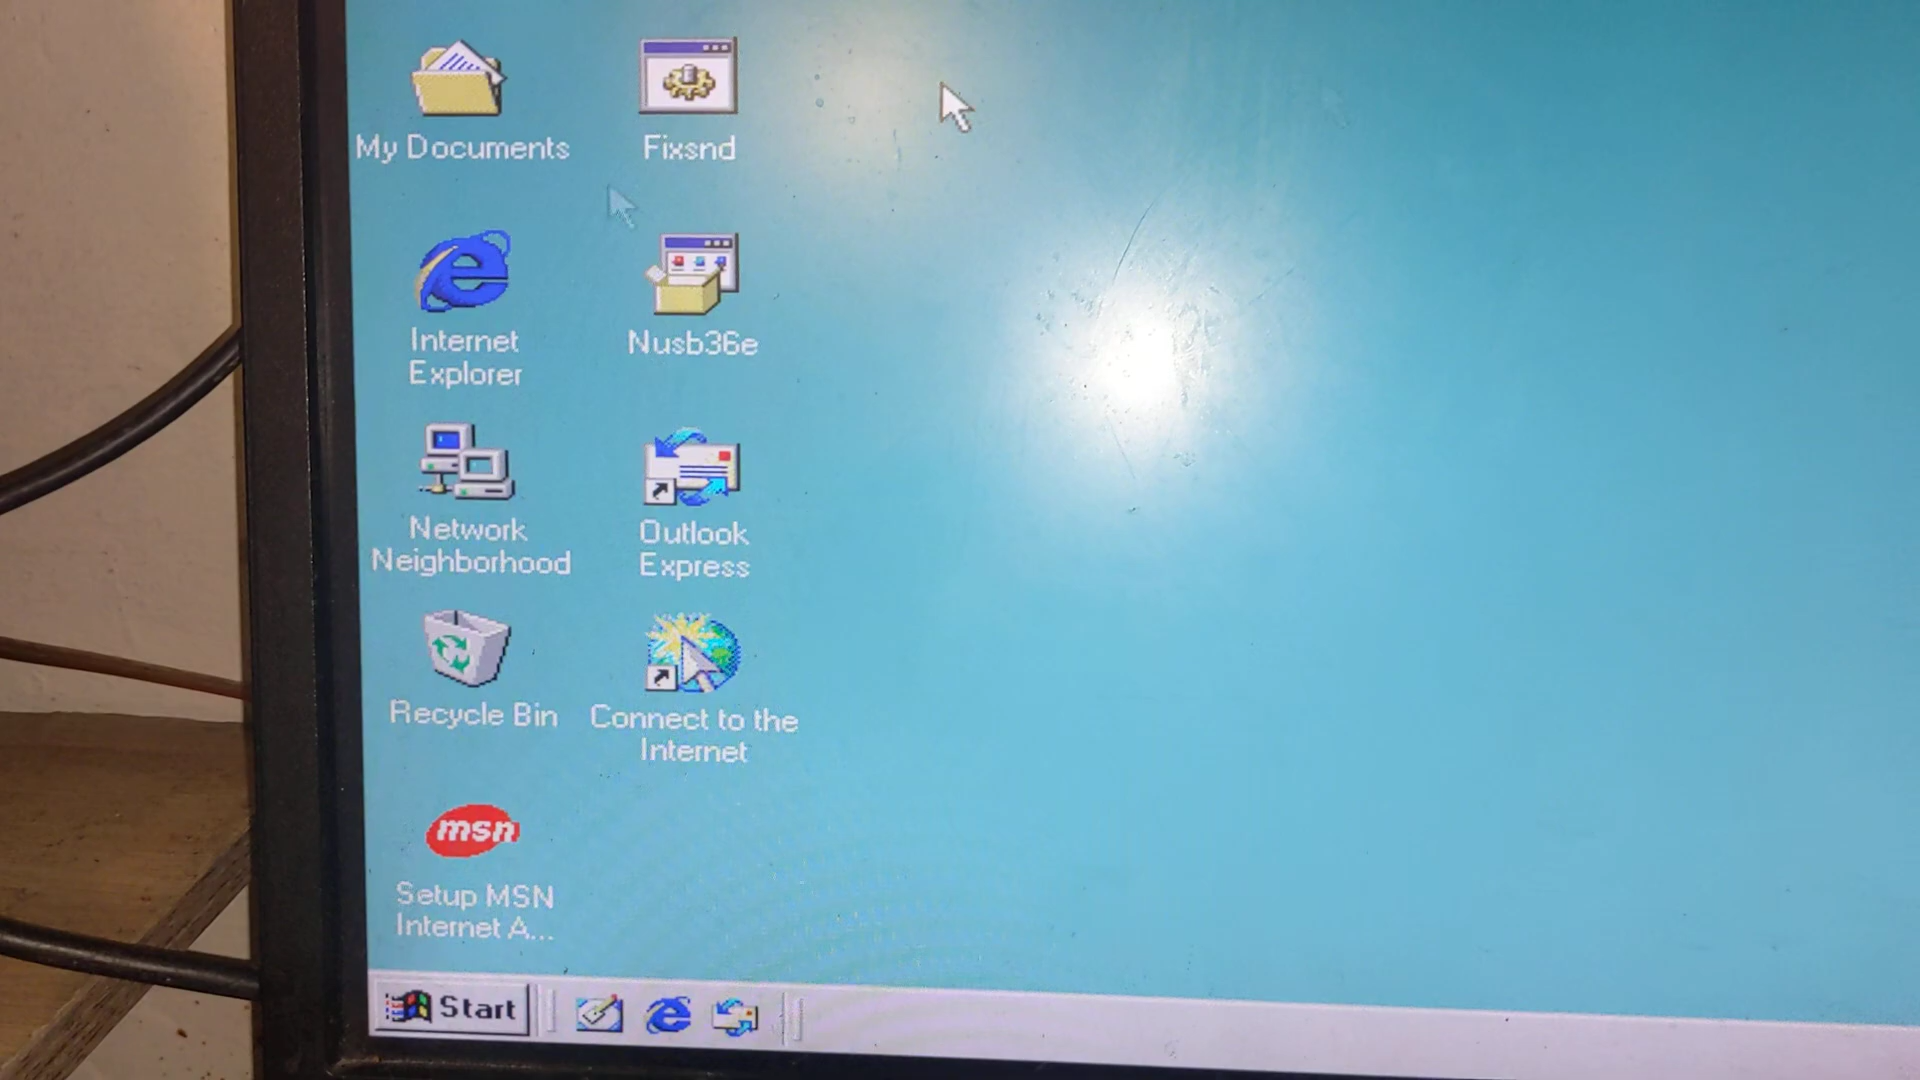 My Documents
Fixsnd
Internet
Explorer
Nusb36e
Network
Neighborhood
Outlook
Express
Recycle Bin
Connect to the
Internet
msn
Setup MSN
Internet A...
Start